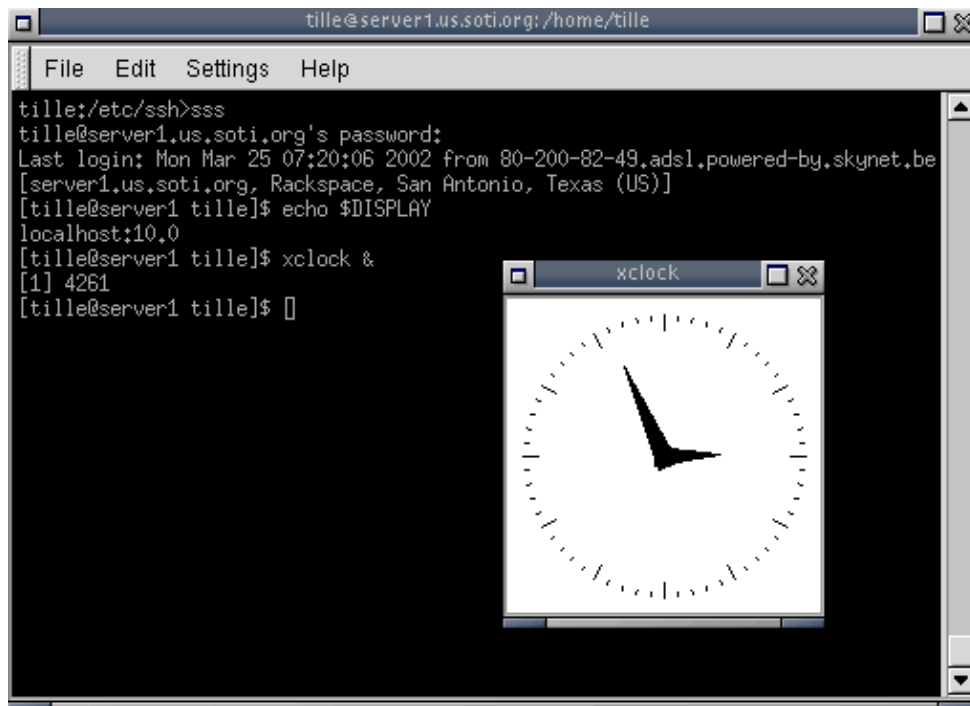 tille@server1.us.soti.org:/home/tille
File Edit Settings Help
tille:/etc/ssh>sss
tille@server1.us.soti.org's password:
Last login: Mon Mar 25 07:20:06 2002 from 80-200-82-49.adsl.powered-by.skynet.be
[server1.us.soti.org, Rackspace, San Antonio, Texas (US)]
[tille@server1 tille]$ echo $DISPLAY
localhost:10.0
[tille@server1 tille]$ xclock &
[1] 4261
[tille@server1 tille]$
xclock